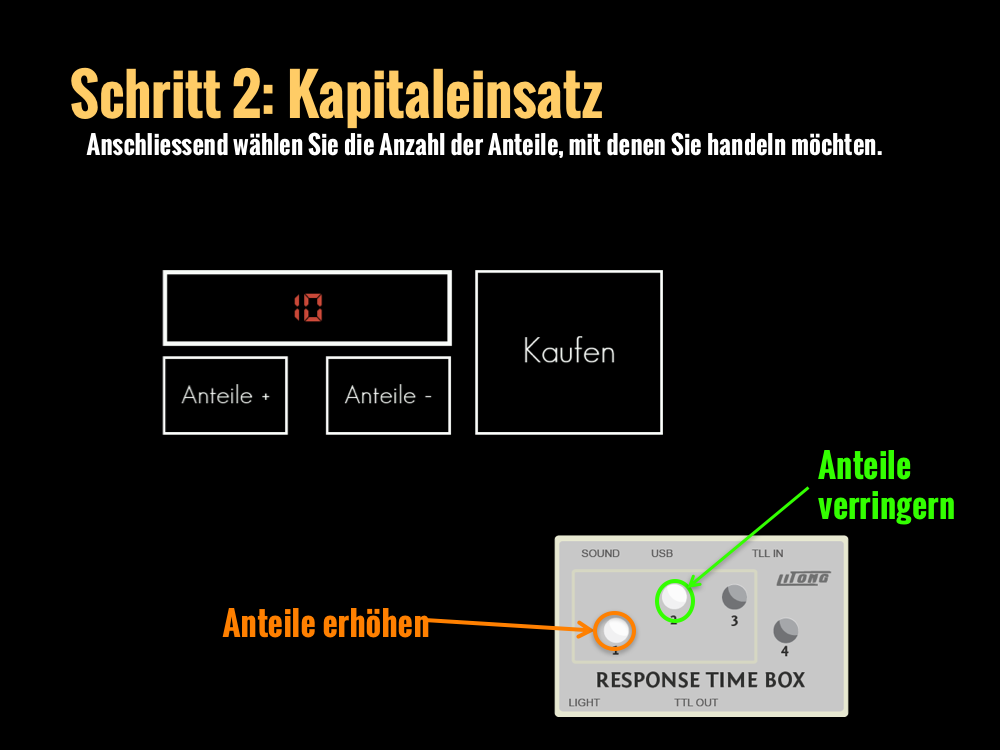 Schritt 2: Kapitaleinsatz
Anschliessend wählen Sie die Anzahl der Anteile, mit denen Sie handeln möchten.
10
Kaufen
Anteile +
Anteile -
Anteile
verringern
SOUND
USB
TLL IN
LITONG
2
3
Anteile erhöhen
1
4
RESPONSE TIME BOX
LIGHT
TTL OUT